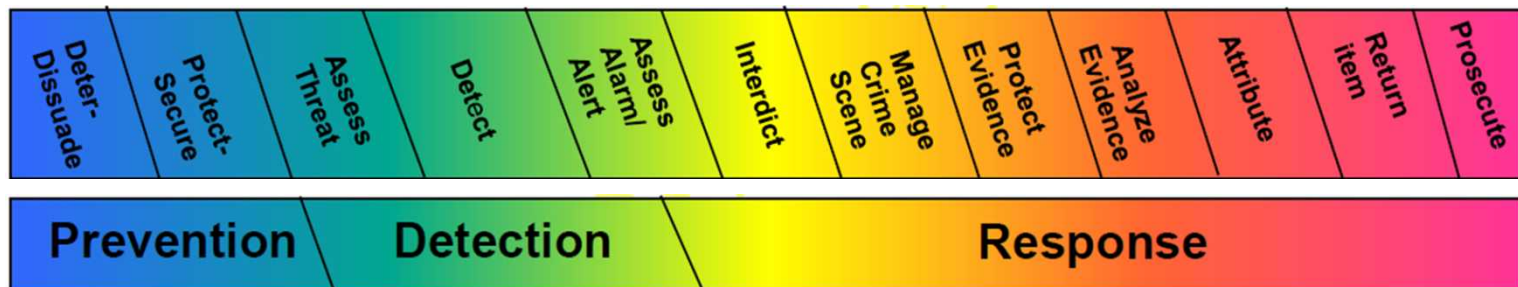 Deter-
Dissuade
Protect-
Secure
Assess
Threat
Detect
Assess
Alarm/
Alert
Interdict
Manage
Crime
Scene
Protect
Evidence
Analyze
Evidence
Attribute
Return
item
Prosecute
Prevention
Detection
Response